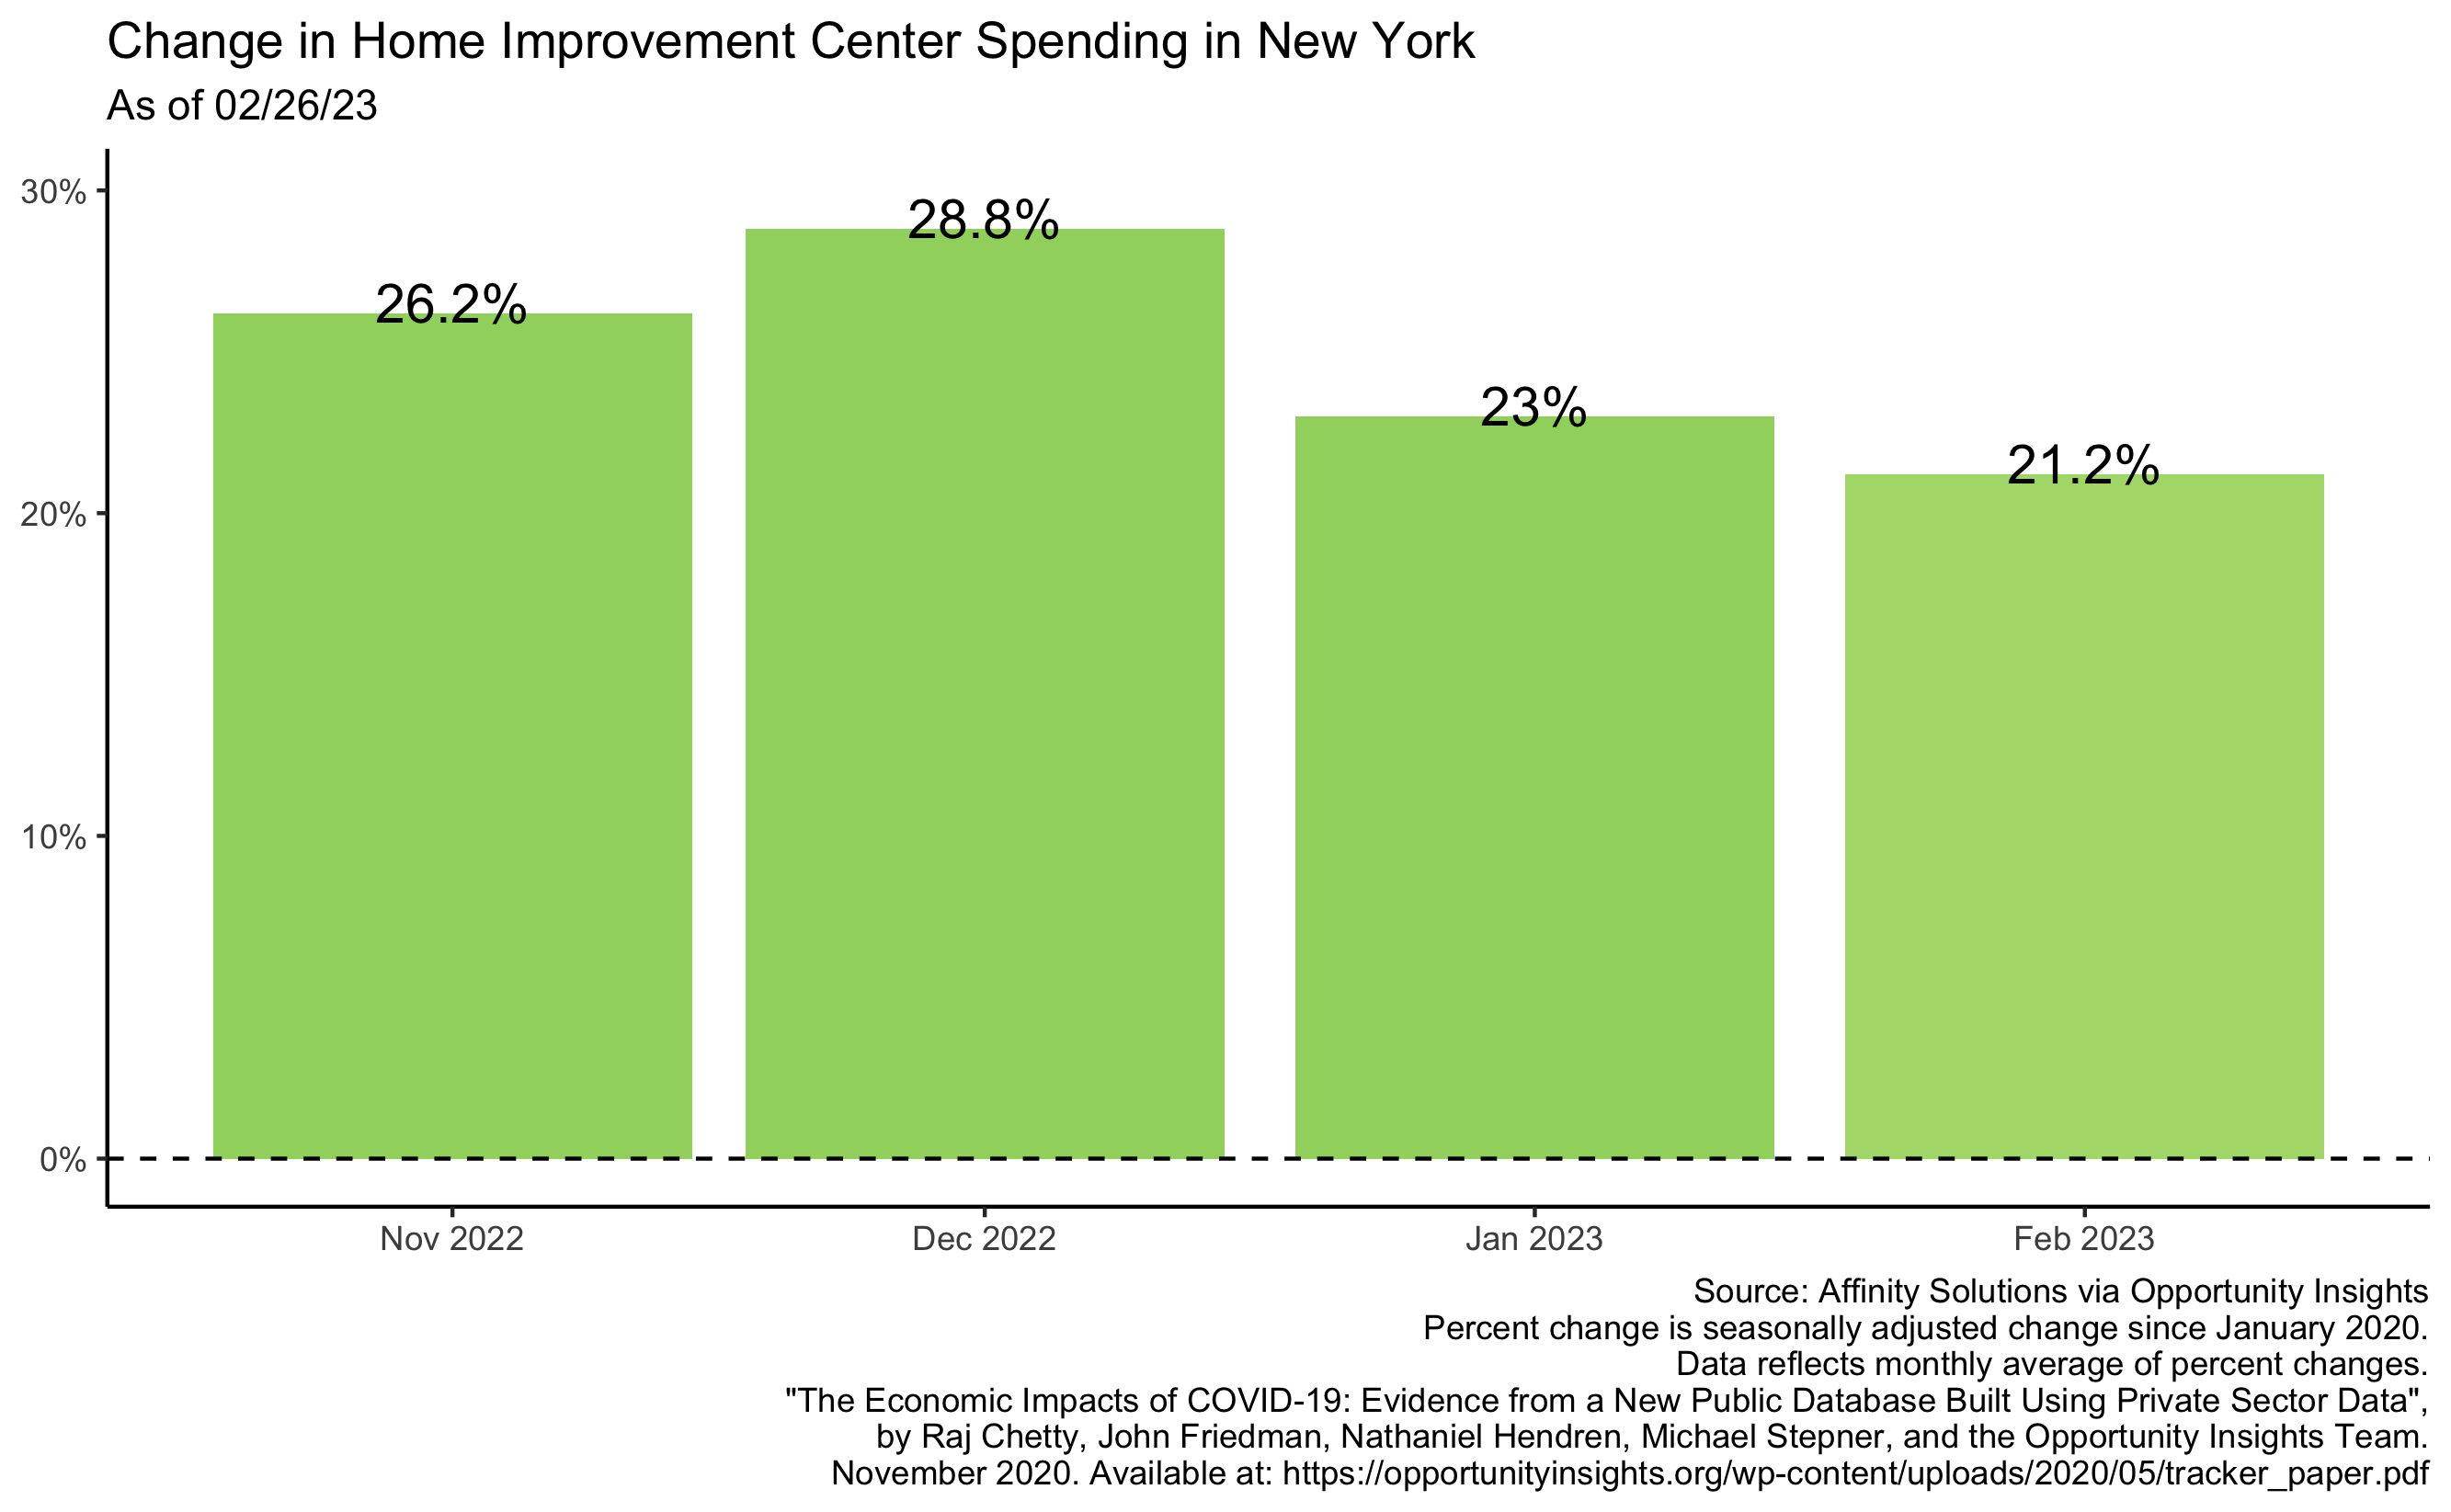 Change in Home Improvement Center Spending in New York
As of 02/26/23
30%
20%
10%
0%
26.2%
28.8%
23%
21.2%
Nov 2022
Dec 2022
Jan 2023
Feb 2023
Source: Affinity Solutions via Opportunity Insights
Percent change is seasonally adjusted change since January 2020.
Data reflects monthly average of percent changes.
"The Economic Impacts of COVID-19: Evidence from a New Public Database Built Using Private Sector Data",
by Raj Chetty, John Friedman, Nathaniel Hendren, Michael Stepner, and the Opportunity Insights Team.
November 2020. Available at: https://opportunityinsights.org/wp-content/uploads/2020/05/tracker_paper.pdf